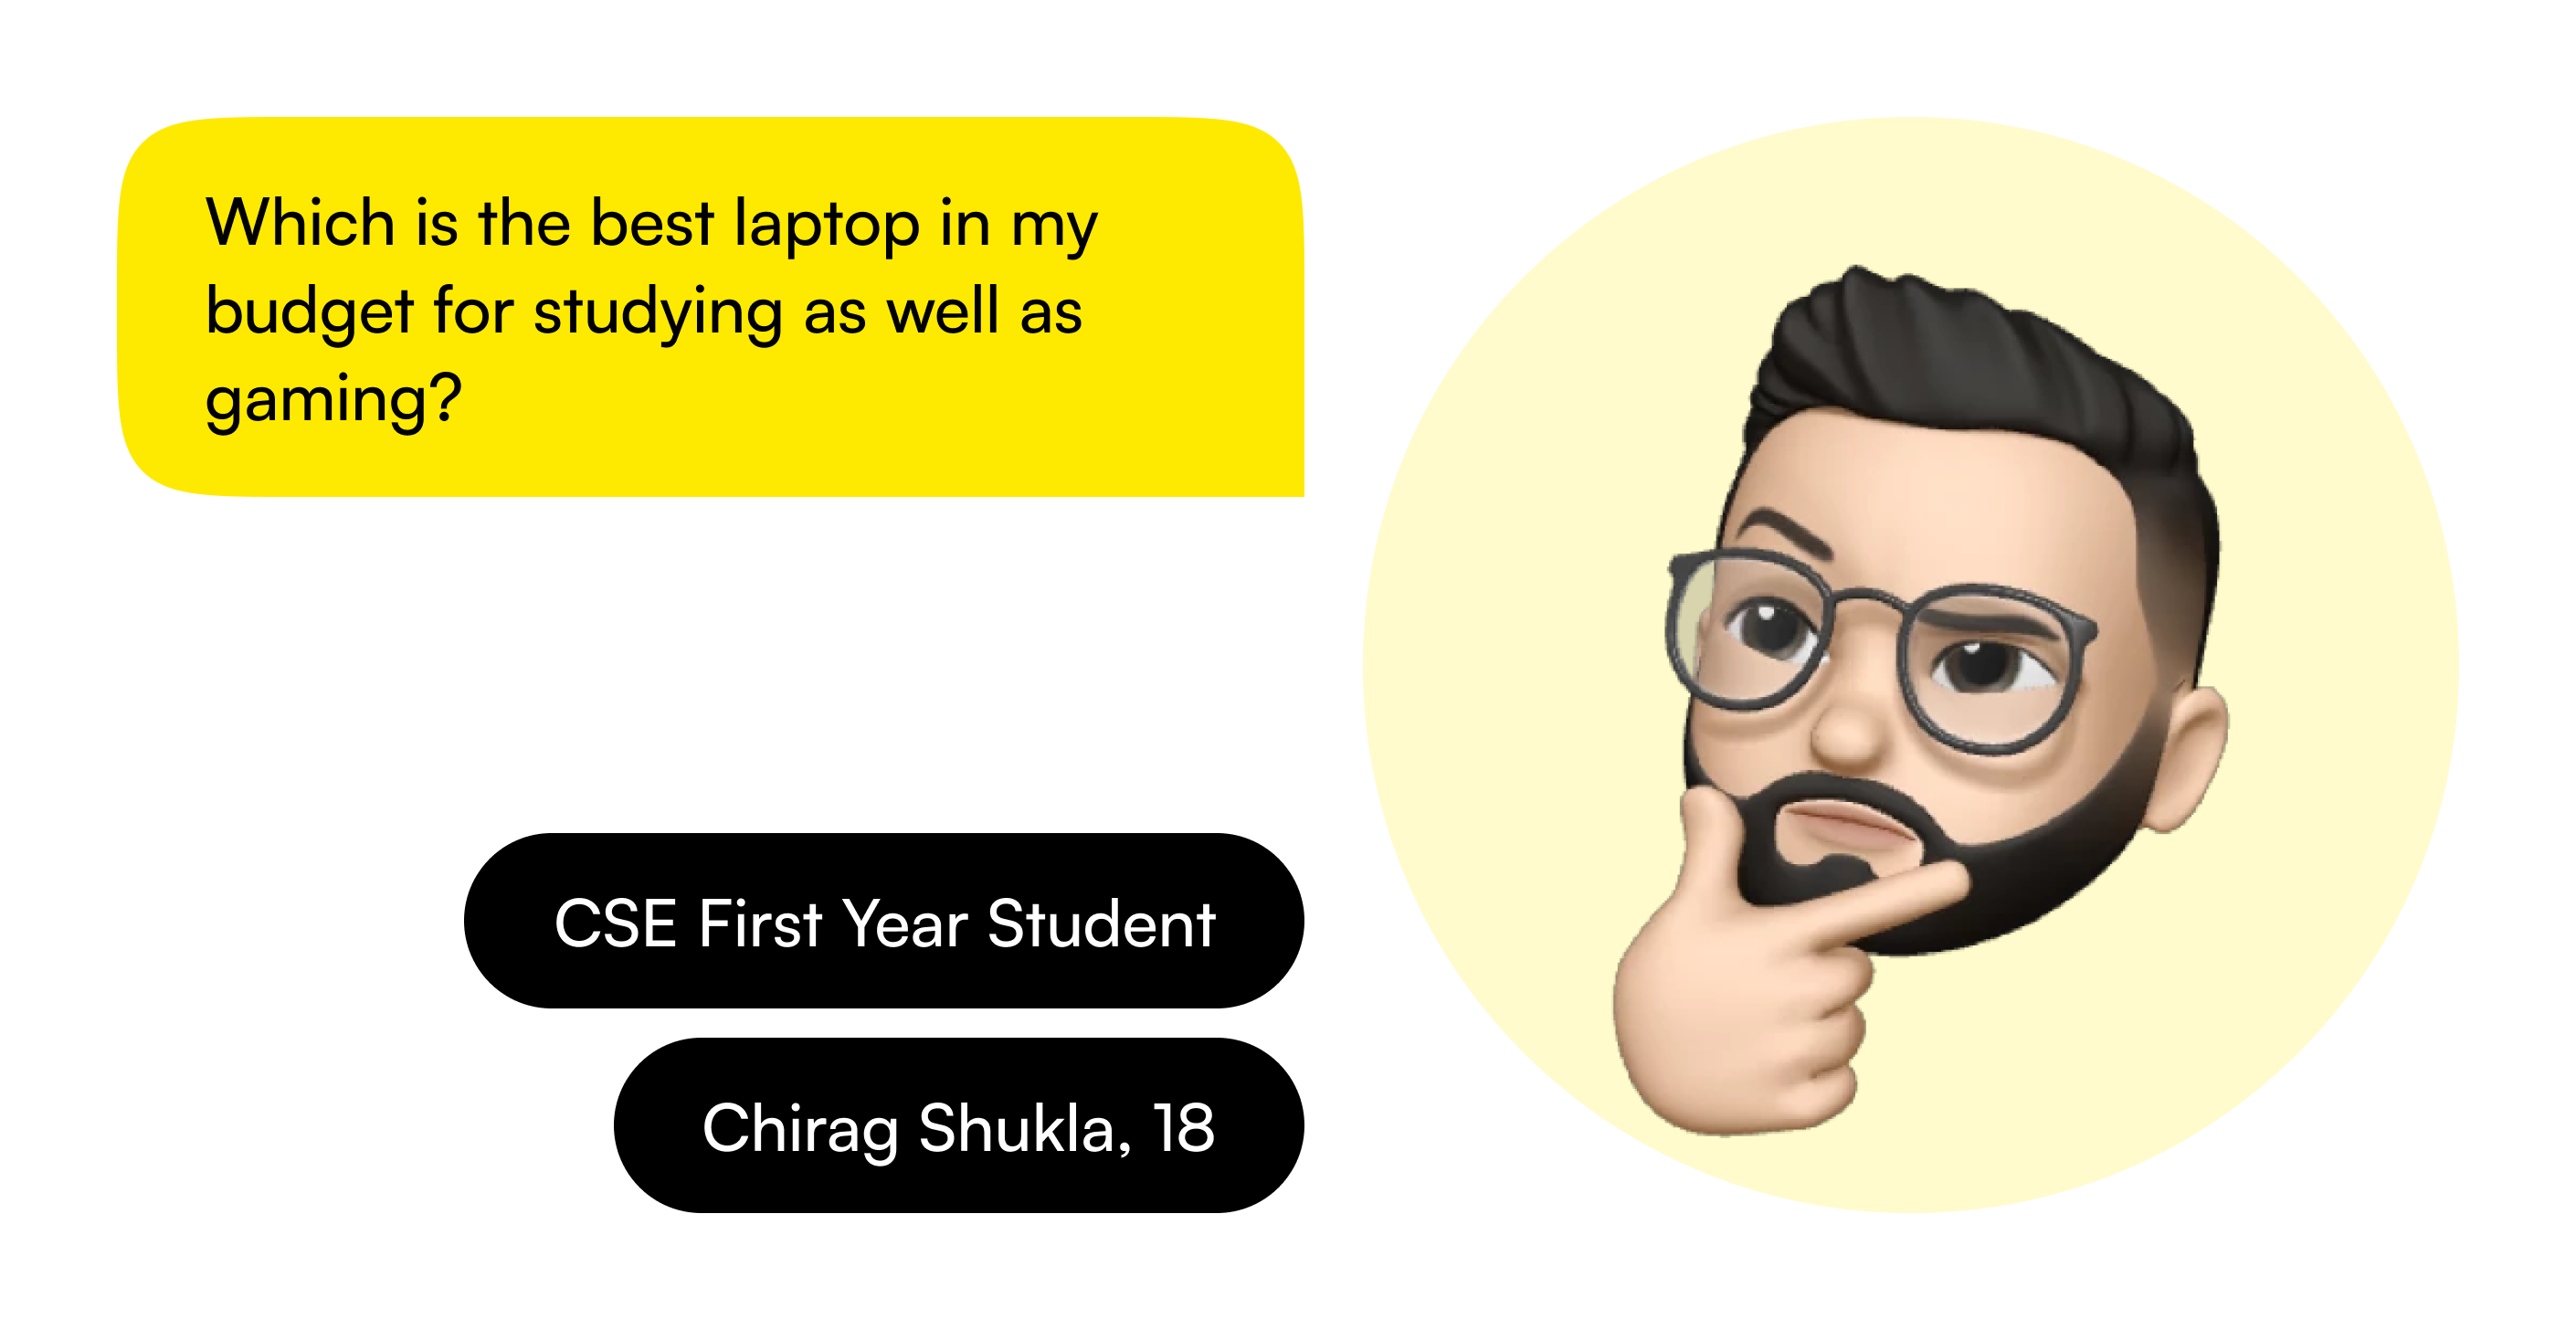 Which is the best laptop in my
budget for studying as well as
gaming?
CSE First Year Student
Chirag Shukla, 18